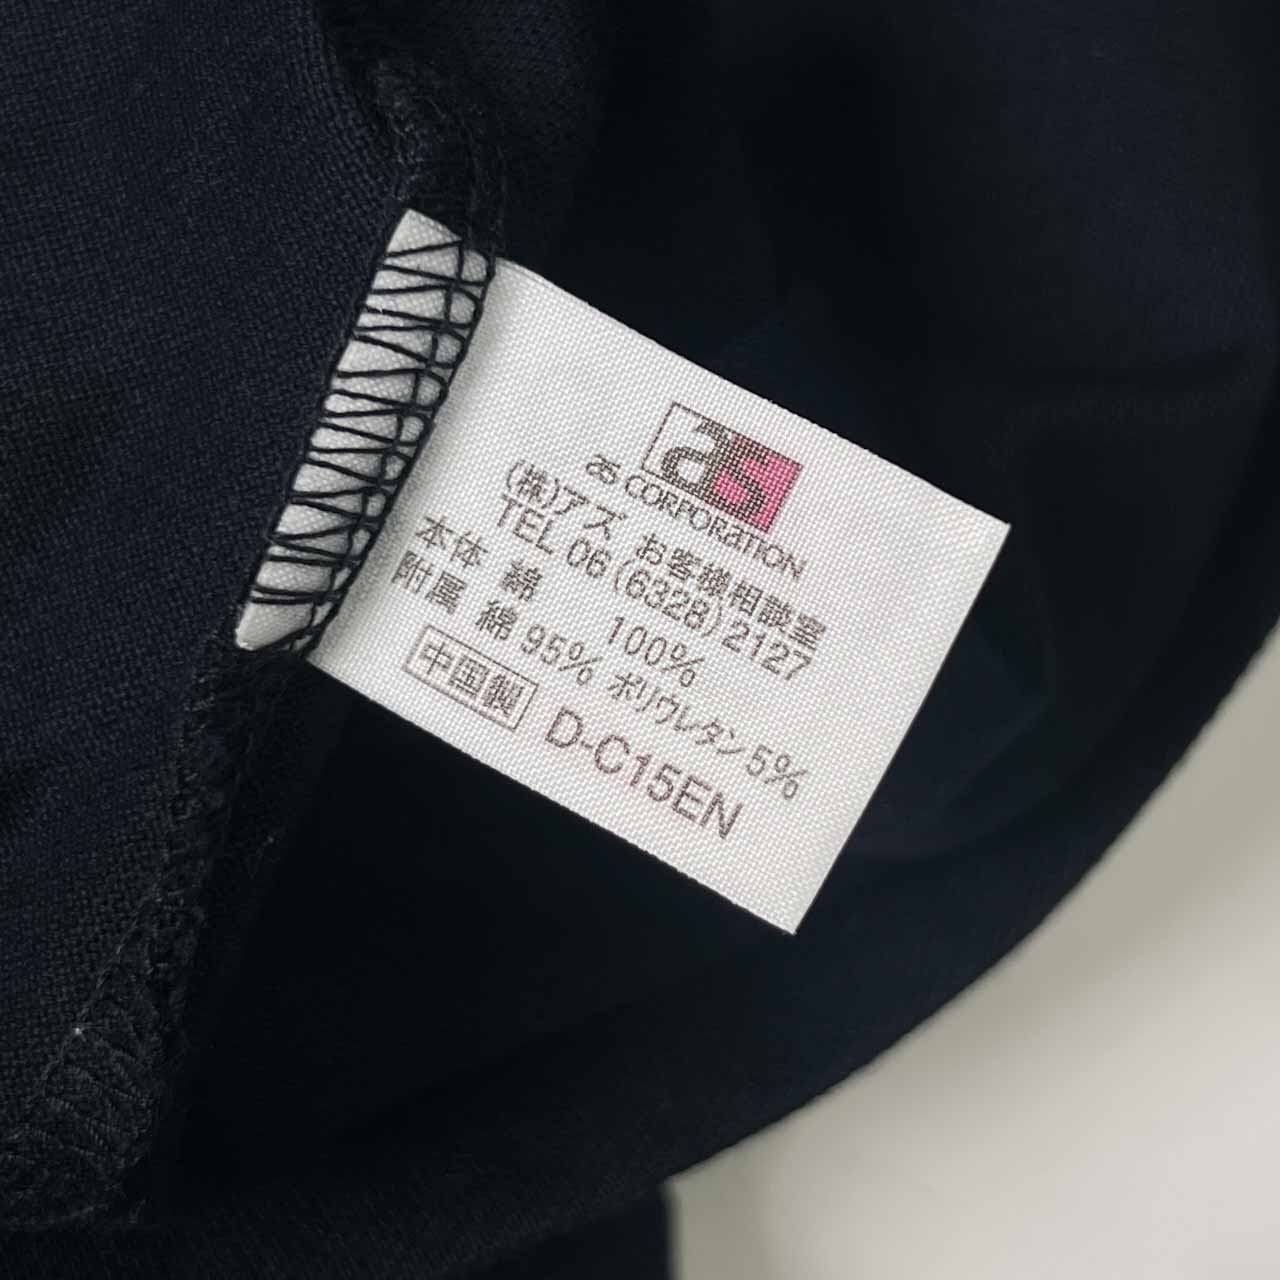 as
as CORPORATION
(株)アズ お客様相談室
TEL 06(6328)2127
本体 綿 100%
附属 綿 95% ポリウレタン 5%
中国製 D-C15EN